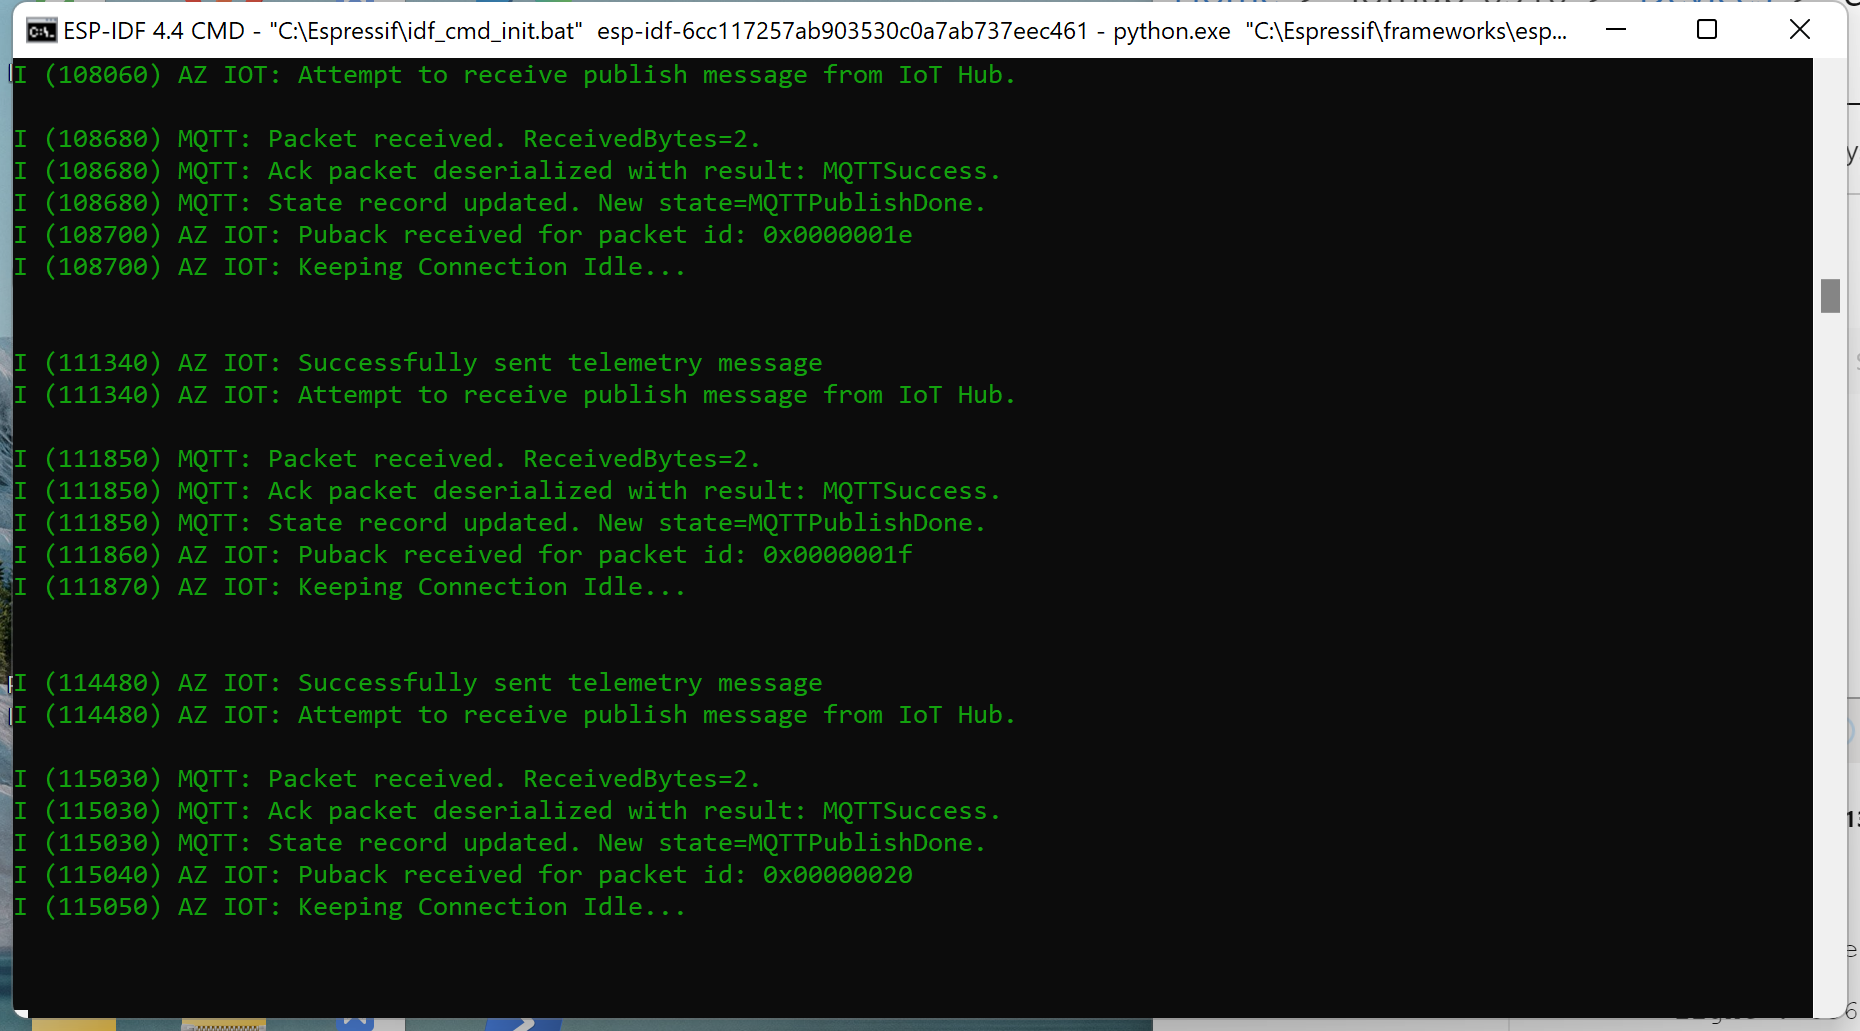 ESP-IDF 4.4 CMD - "C:\Espressif\idf_cmd_init.bat" esp-idf-6cc117257ab903530c0a7ab737eec461 - python.exe "C:\Espressif\frameworks\esp...
I (108060) AZ IOT: Attempt to receive publish message from IoT Hub.
I (108680) MQTT: Packet received. ReceivedBytes=2.
I (108680) MQTT: Ack packet deserialized with result: MQTTSuccess.
I (108680) MQTT: State record updated. New state=MQTTPublishDone.
I (108700) AZ IOT: Puback received for packet id: 0x0000001e
I (108700) AZ IOT: Keeping Connection Idle...
I (111340) AZ IOT: Successfully sent telemetry message
I (111340) AZ IOT: Attempt to receive publish message from IoT Hub.
I (111850) MQTT: Packet received. ReceivedBytes=2.
I (111850) MQTT: Ack packet deserialized with result: MQTTSuccess.
I (111850) MQTT: State record updated. New state=MQTTPublishDone.
I (111860) AZ IOT: Puback received for packet id: 0x0000001f
I (111870) AZ IOT: Keeping Connection Idle...
I (114480) AZ IOT: Successfully sent telemetry message
I (114480) AZ IOT: Attempt to receive publish message from IoT Hub.
I (115030) MQTT: Packet received. ReceivedBytes=2.
I (115030) MQTT: Ack packet deserialized with result: MQTTSuccess.
I (115030) MQTT: State record updated. New state=MQTTPublishDone.
I (115040) AZ IOT: Puback received for packet id: 0x00000020
I (115050) AZ IOT: Keeping Connection Idle...